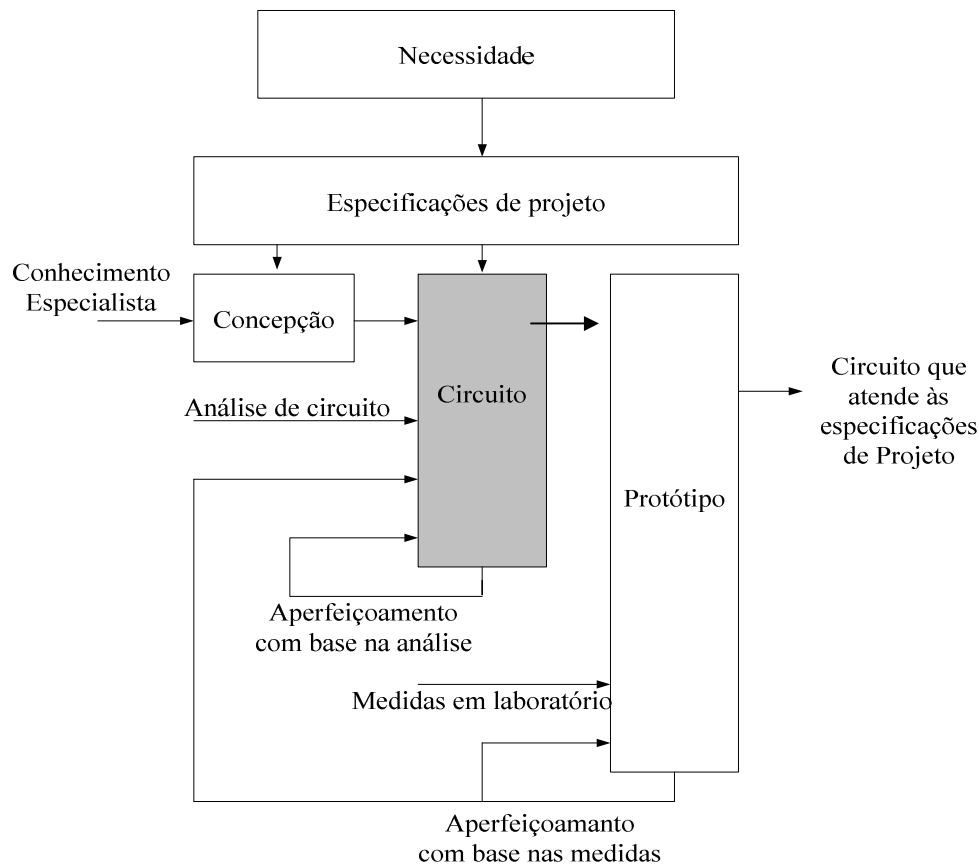 Necessidade
Especificações de projeto
Conhecimento
Especialista
Concepção
Análise de circuito
Circuito
Protótipo
Circuito que
atende às
especificações
de Projeto
Aperfeiçoamento
com base na análise
Medidas em laboratório
Aperfeiçoamanto
com base nas medidas